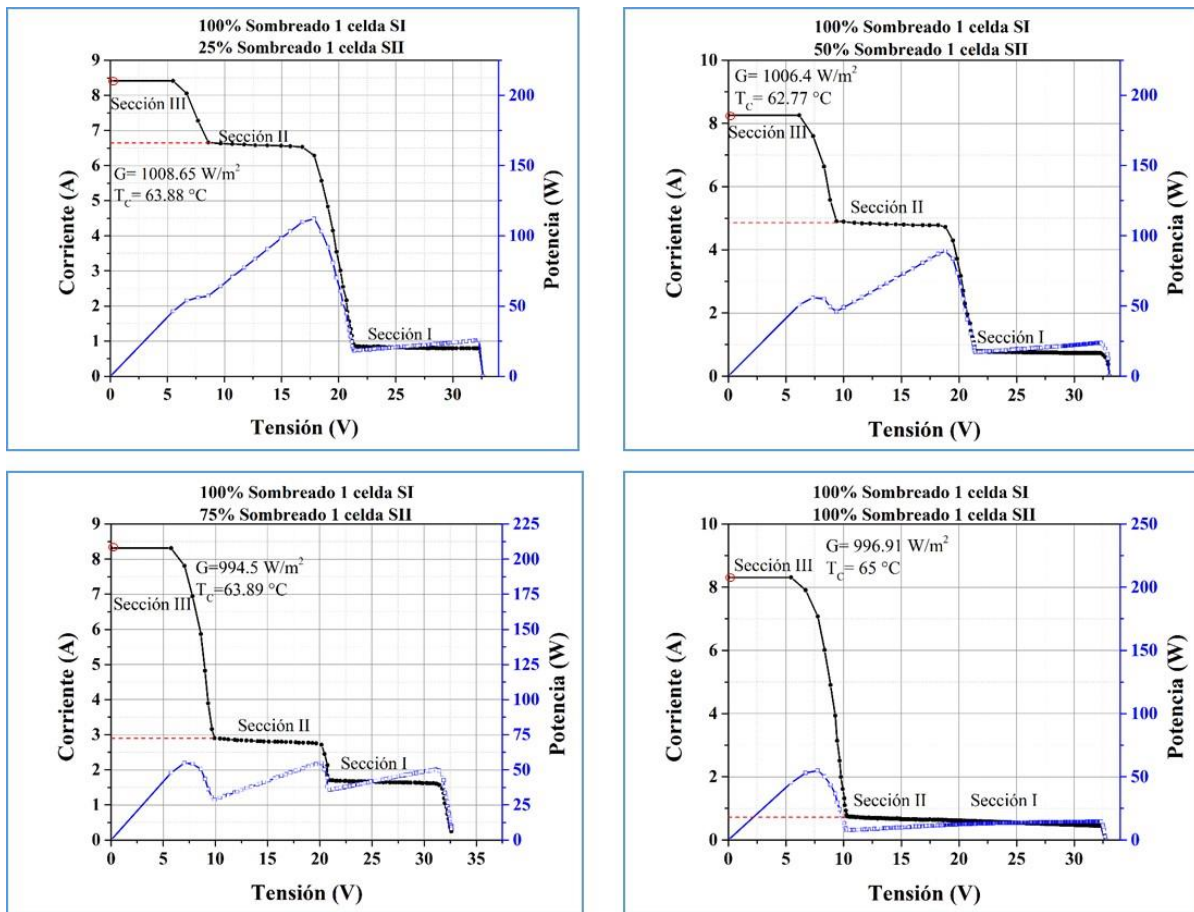 100% Sombreado 1 celda SI
25% Sombreado 1 celda SII
9
8
7
6
5
4
3
2
1
0
Corriente (A)
Sección III
Sección II
G= 1008.65 W/m²
T_C= 63.88 °C
Sección I
0 5 10 15 20 25 30
Tensión (V)
200
150
100
50
0
Potencia (W)
100% Sombreado 1 celda SI
50% Sombreado 1 celda SII
10
8
6
4
2
0
Corriente (A)
G= 1006.4 W/m²
T_C= 62.77 °C
Sección III
Sección II
Sección I
0 5 10 15 20 25 30
Tensión (V)
200
150
100
50
0
Potencia (W)
100% Sombreado 1 celda SI
75% Sombreado 1 celda SII
9
8
7
6
5
4
3
2
1
0
Corriente (A)
G=994.5 W/m²
T_C=63.89 °C
Sección III
Sección II
Sección I
0 5 10 15 20 25 30 35
Tensión (V)
225
200
175
150
125
100
75
50
25
0
Potencia (W)
100% Sombreado 1 celda SI
100% Sombreado 1 celda SII
10
8
6
4
2
0
Corriente (A)
G= 996.91 W/m²
Sección III
T_C= 65 °C
Sección II
Sección I
0 5 10 15 20 25 30
Tensión (V)
250
200
150
100
50
0
Potencia (W)